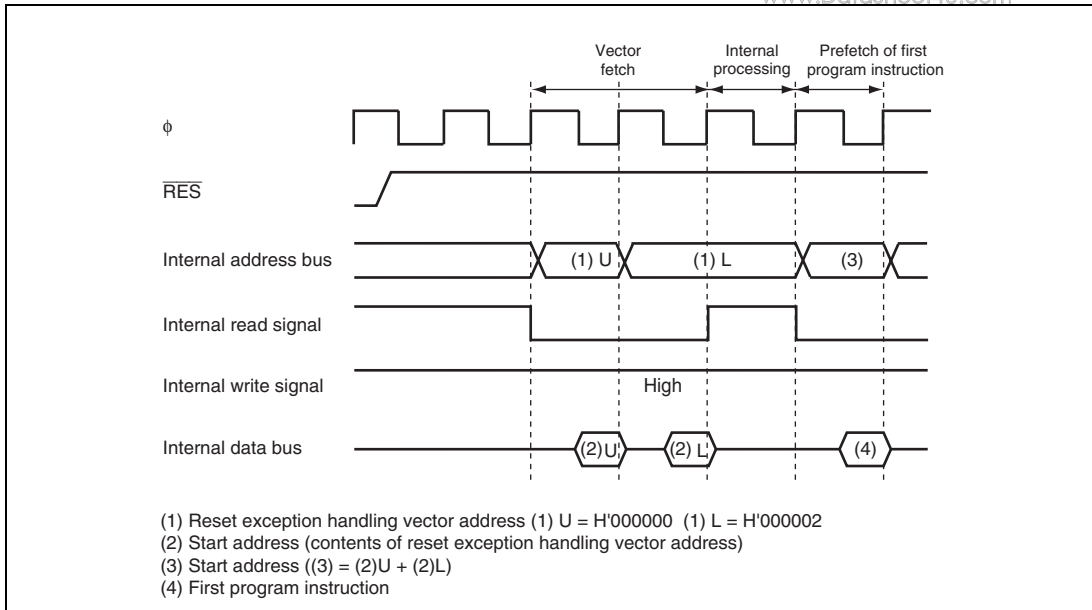 www.DataSheet4U.com
Vector
fetch
Internal
processing
Prefetch of first
program instruction
φ
RES
Internal address bus
(1) U
(1) L
(3)
Internal read signal
Internal write signal
High
Internal data bus
(2)U
(2) L
(4)
(1) Reset exception handling vector address (1) U = H'000000 (1) L = H'000002
(2) Start address (contents of reset exception handling vector address)
(3) Start address ((3) = (2)U + (2)L)
(4) First program instruction